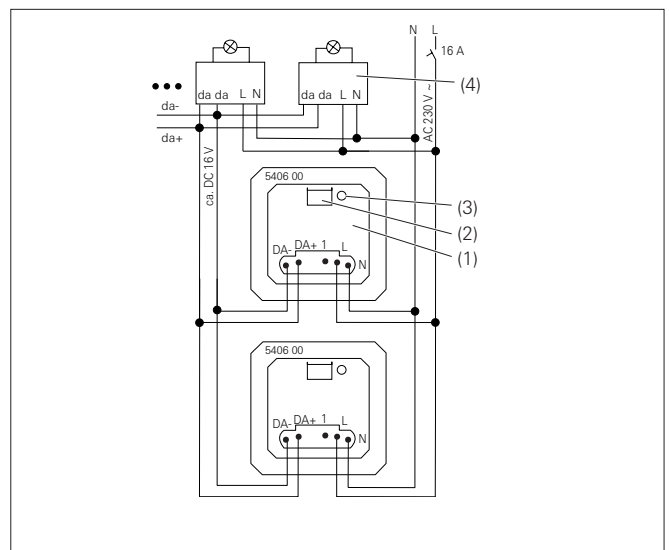 N L
16 A
(4)
da da L N
da da L N
da-
da+
AC 230 V ~
ca. DC 16 V
5406 00
(3)
(2)
(1)
DA- DA+ 1 L
N
5406 00
DA- DA+ 1 L
N